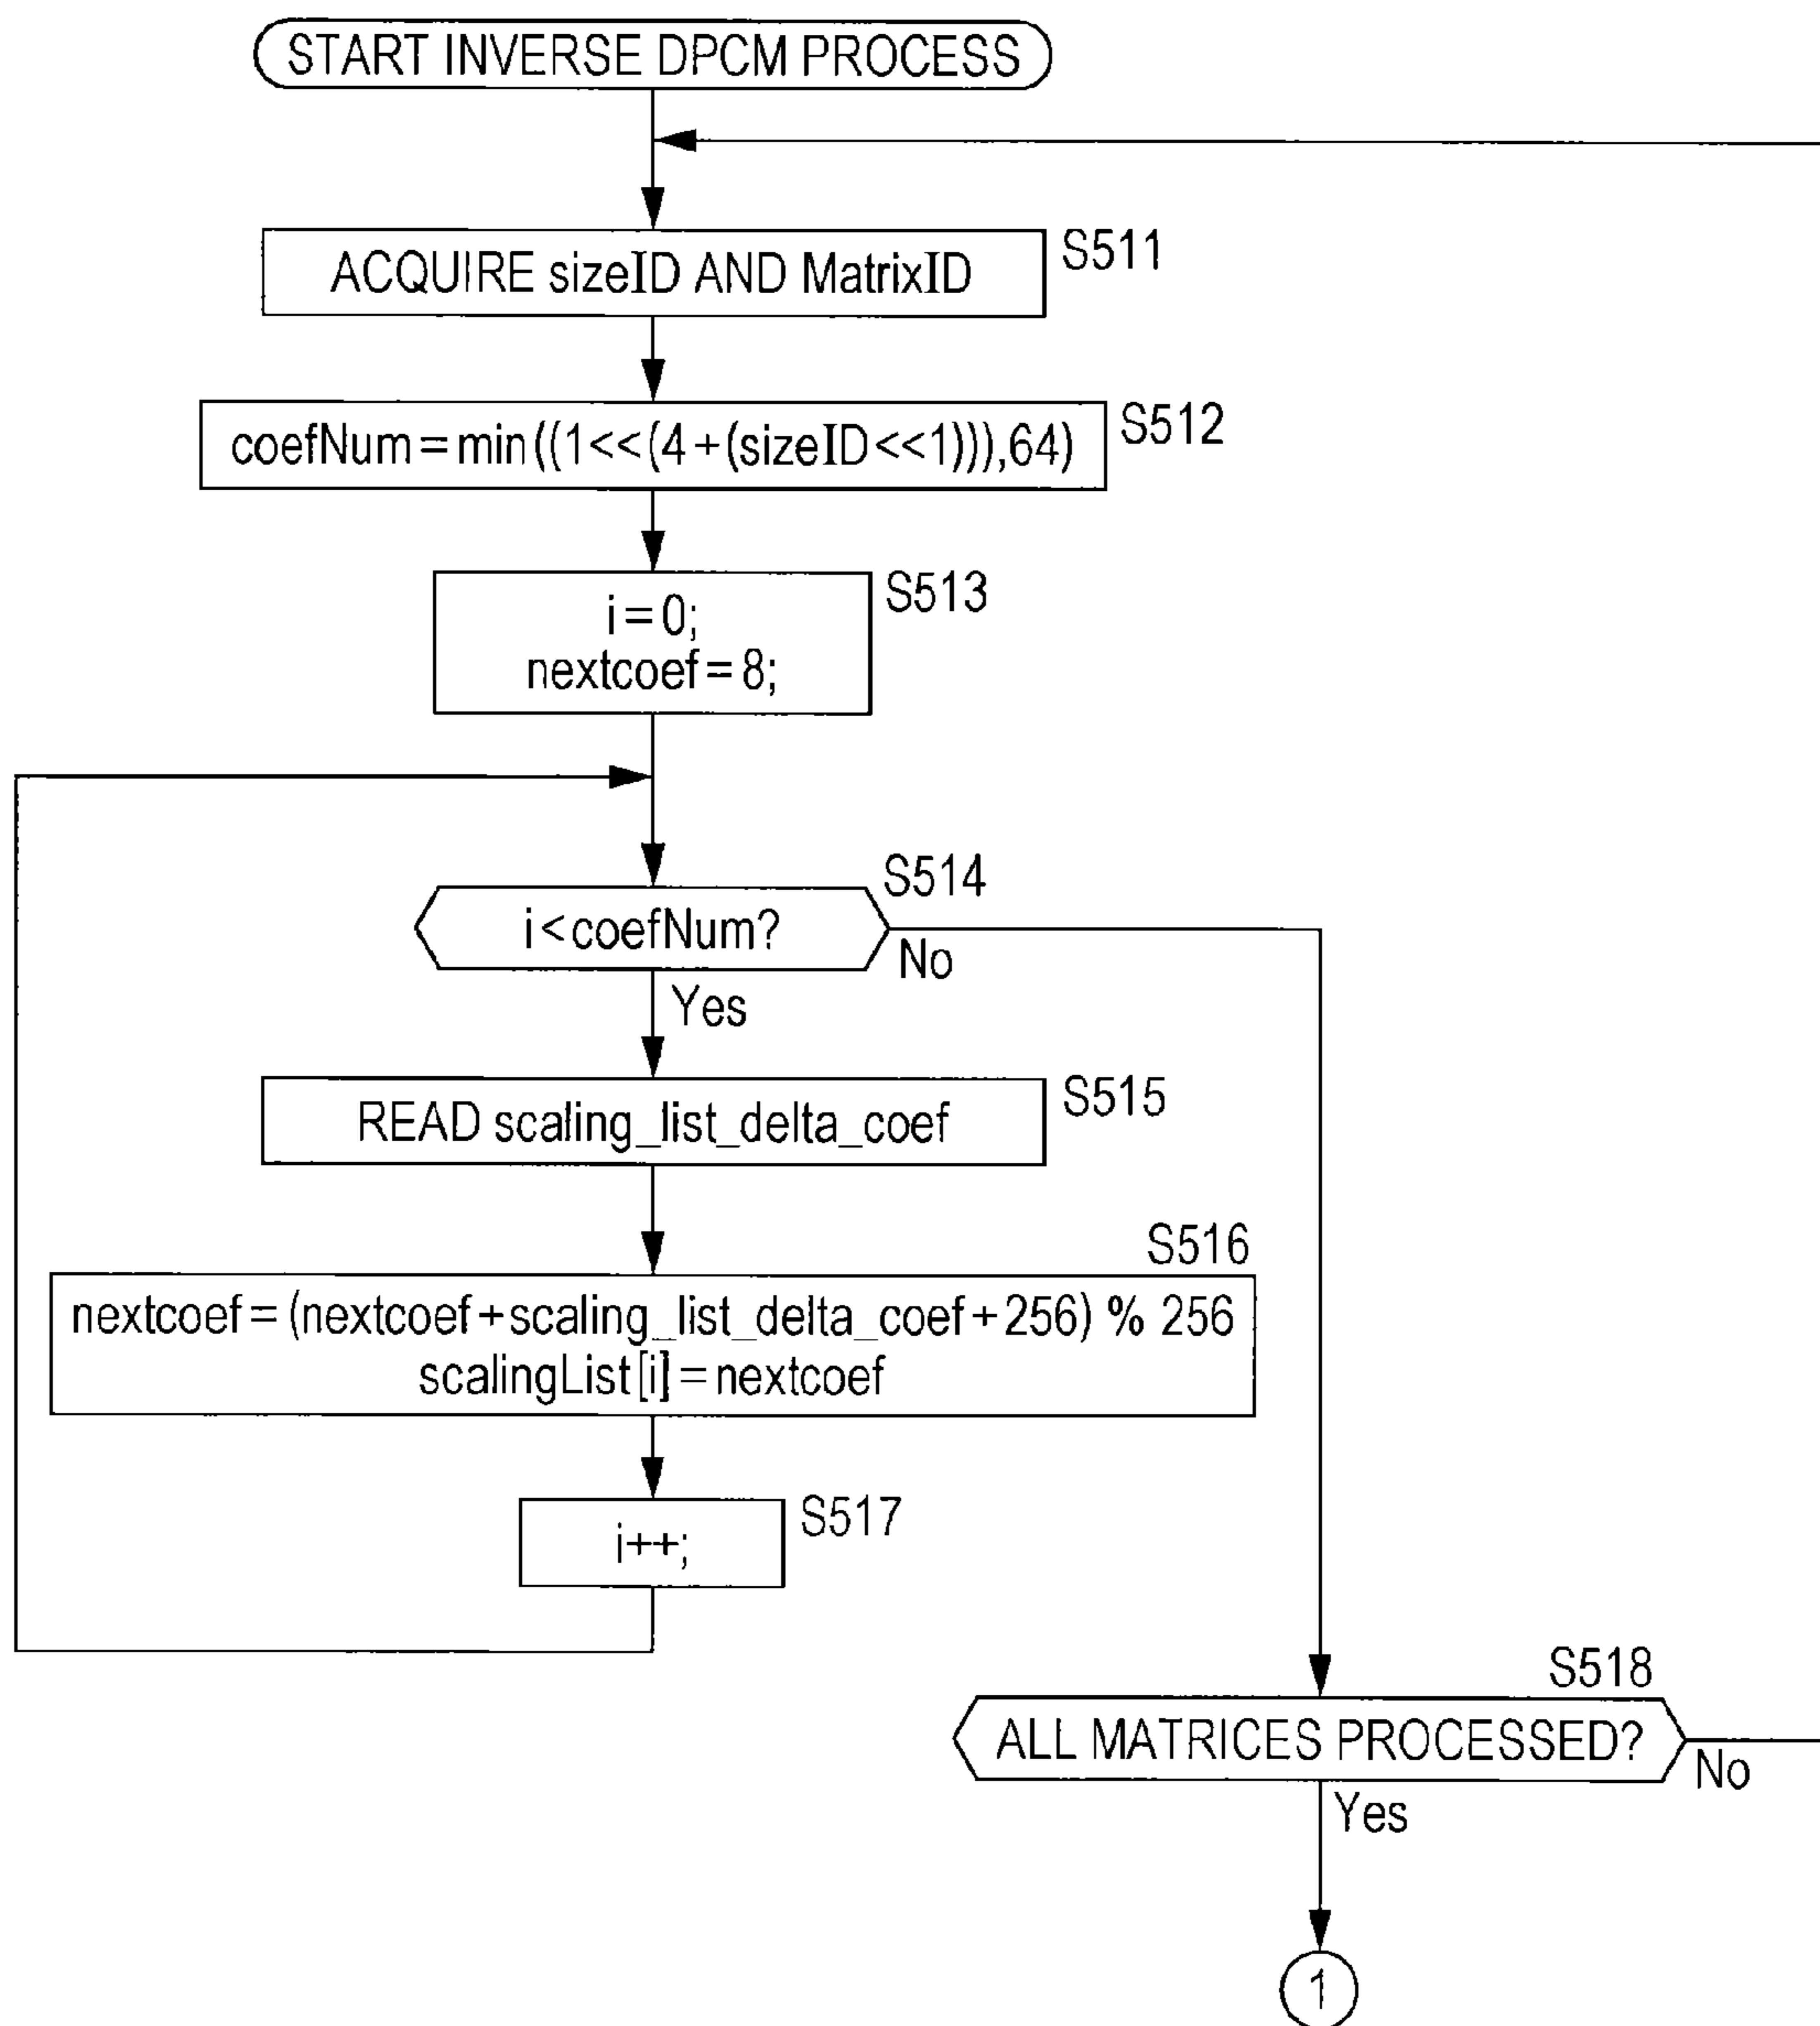 START INVERSE DPCM PROCESS
ACQUIRE sizeID AND MatrixID
S511
coefNum=min((1<<(4+(sizeID<<1))),64)
S512
i=0;
nextcoef=8;
S513
S514
i<coefNum?
No
Yes
READ scaling_list_delta_coef
S515
S516
nextcoef=(nextcoef+scaling_list_delta_coef+256) % 256
scalingList[i]=nextcoef
i++;
S517
S518
ALL MATRICES PROCESSED?
No
Yes
1